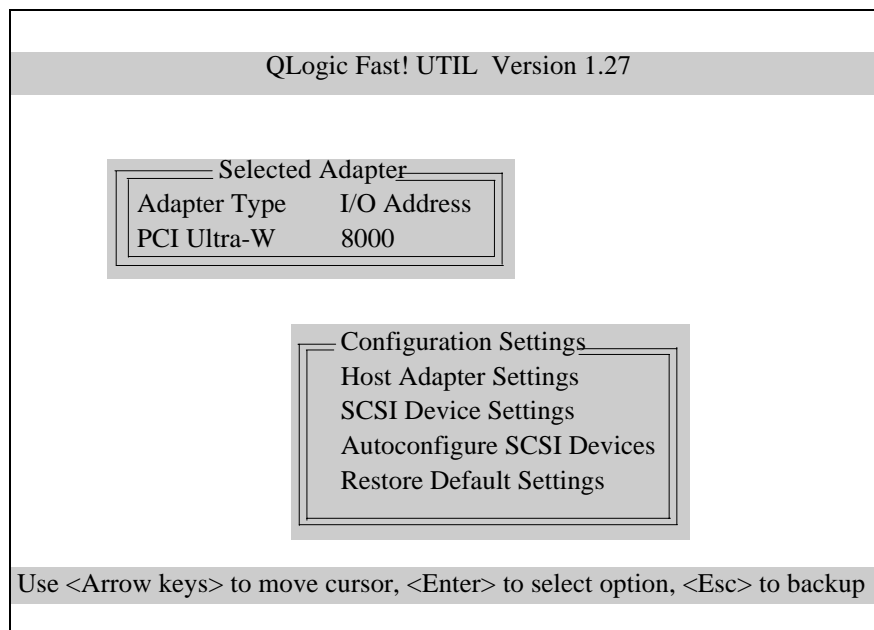 QLogic Fast! UTIL Version 1.27
Selected Adapter
Adapter Type I/O Address
PCI Ultra-W 8000
Configuration Settings
Host Adapter Settings
SCSI Device Settings
Autoconfigure SCSI Devices
Restore Default Settings
Use <Arrow keys> to move cursor, <Enter> to select option, <Esc> to backup